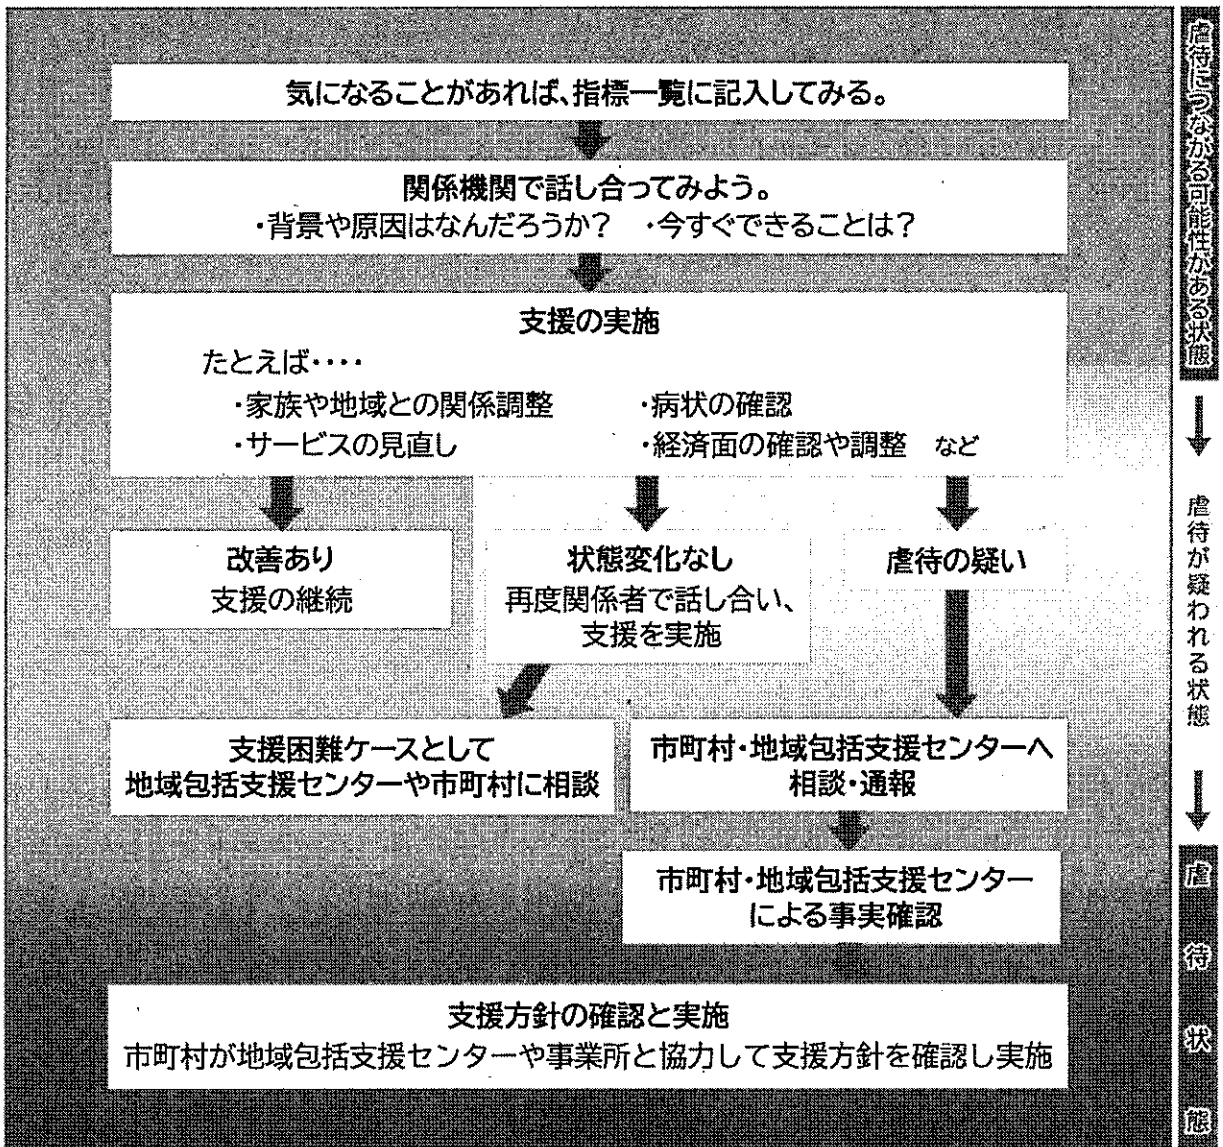 気になることがあれば、指標一覧に記入してみる。
関係機関で話し合ってみよう。
・背景や原因はなんだろうか？　・今すぐできることは？
支援の実施
たとえば・・・・
・家族や地域との関係調整　・病状の確認
・サービスの見直し　・経済面の確認や調整　など
改善あり
支援の継続
状態変化なし
再度関係者で話し合い、
支援を実施
虐待の疑い
支援困難ケースとして
地域包括支援センターや市町村に相談
市町村・地域包括支援センターへ
相談・通報
市町村・地域包括支援センター
による事実確認
支援方針の確認と実施
市町村が地域包括支援センターや事業所と協力して支援方針を確認し実施
虐待につながる可能性がある状態
虐待が疑われる状態
虐待状態